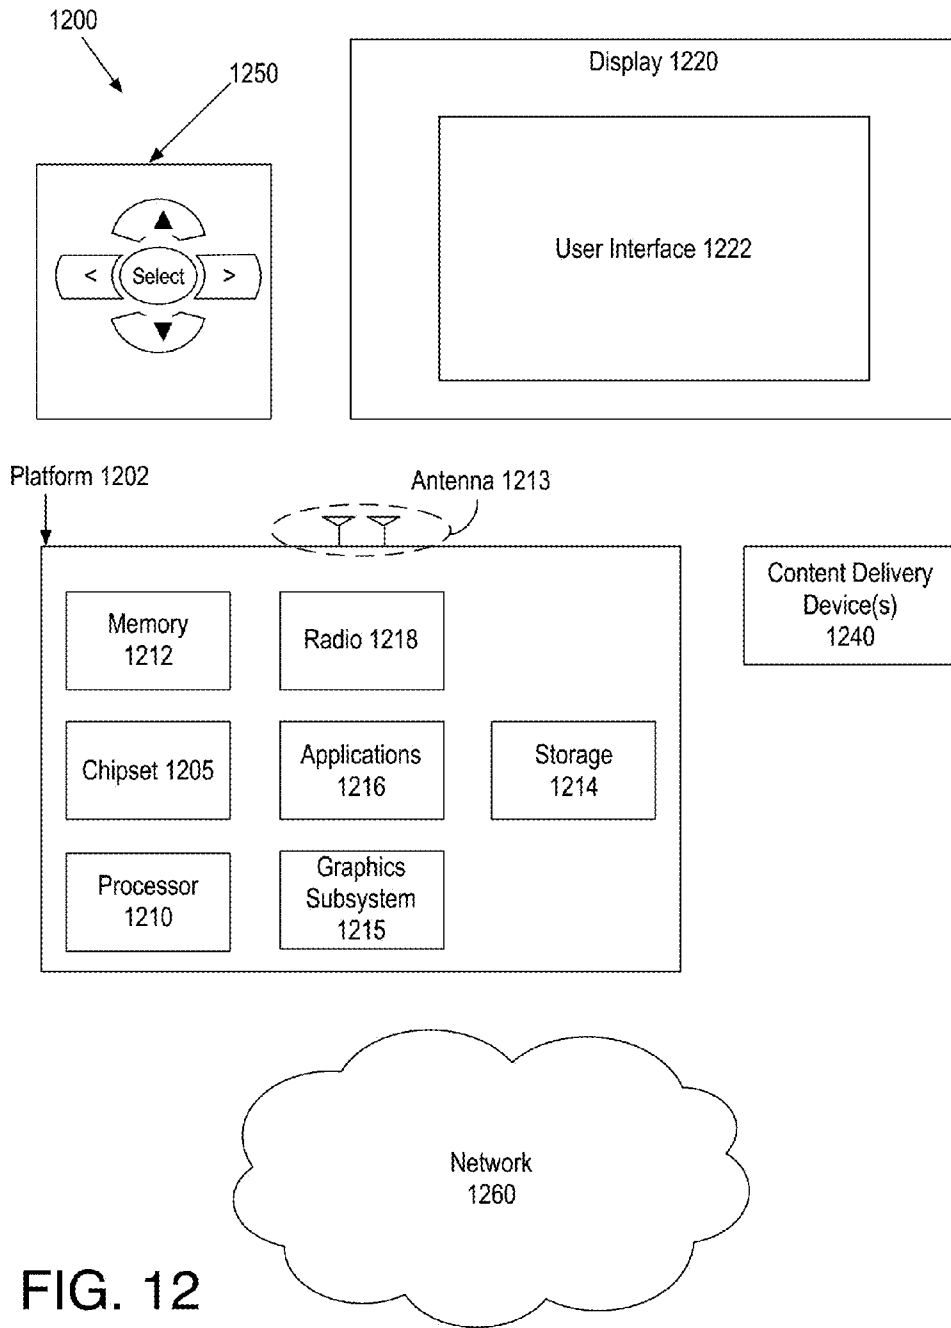 1200
1250
Display 1220
User Interface 1222
< Select >
Platform 1202
Antenna 1213
Memory
1212
Radio 1218
Content Delivery
Device(s)
1240
Chipset 1205
Applications
1216
Storage
1214
Processor
1210
Graphics
Subsystem
1215
Network
1260
FIG. 12